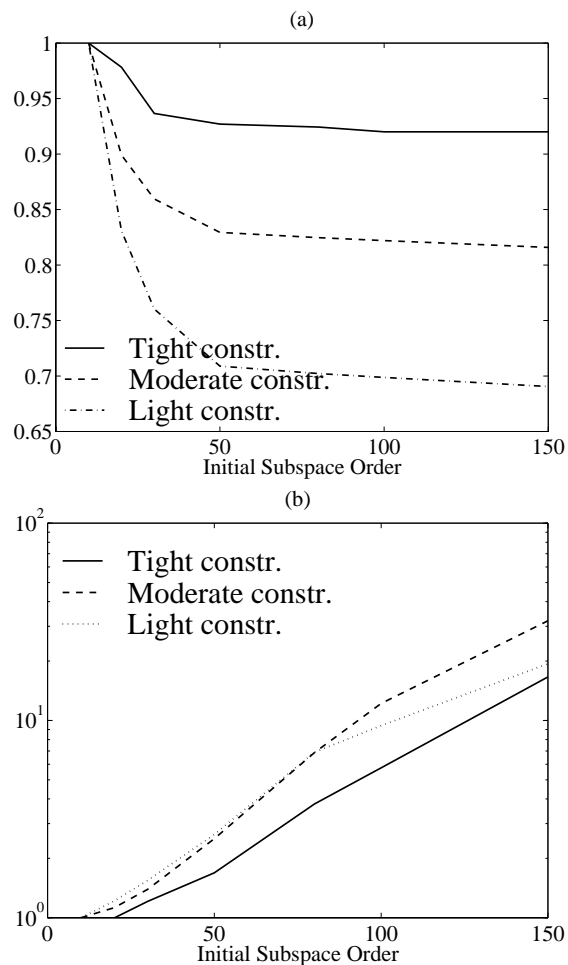 (a)
1
0.95
0.9
0.85
0.8
0.75
0.7
0.65
Tight constr.
Moderate constr.
Light constr.
0 50 100 150
Initial Subspace Order
(b)
10^2
10^1
10^0
Tight constr.
Moderate constr.
Light constr.
0 50 100 150
Initial Subspace Order